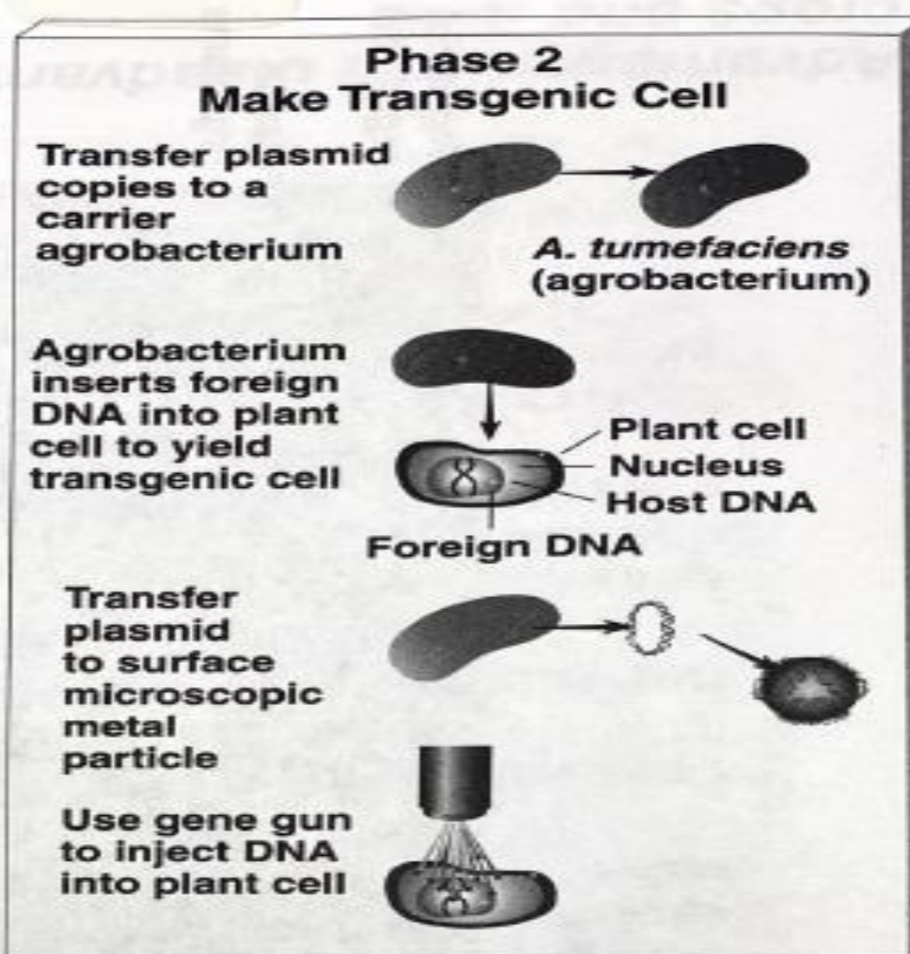 Phase 2
Make Transgenic Cell
Transfer plasmid
copies to a
carrier
agrobacterium
A. tumefaciens
(agrobacterium)
Agrobacterium
inserts foreign
DNA into plant
cell to yield
transgenic cell
Plant cell
Nucleus
Host DNA
Foreign DNA
Transfer
plasmid
to surface
microscopic
metal
particle
Use gene gun
to inject DNA
into plant cell